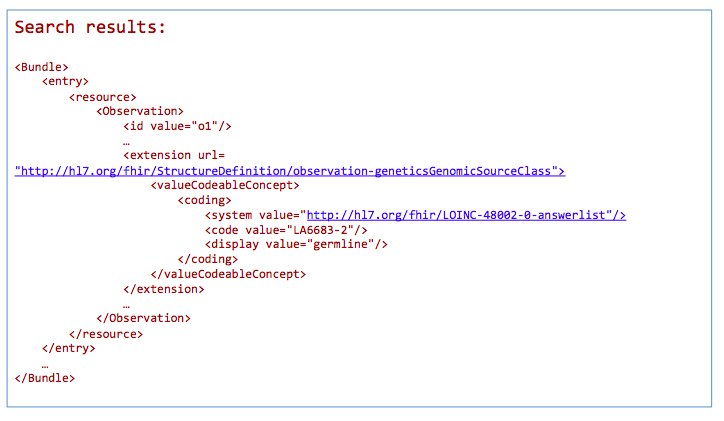 Search results:
<Bundle>
<entry>
<resource>
<Observation>
<id value="o1"/>
…
<extension url=
"http://hl7.org/fhir/StructureDefinition/observation-geneticsGenomicSourceClass">
<valueCodeableConcept>
<coding>
<system value="http://hl7.org/fhir/LOINC-48002-0-answerlist"/>
<code value="LA6683-2"/>
<display value="germline"/>
</coding>
</valueCodeableConcept>
</extension>
…
</Observation>
</resource>
</entry>
…
</Bundle>